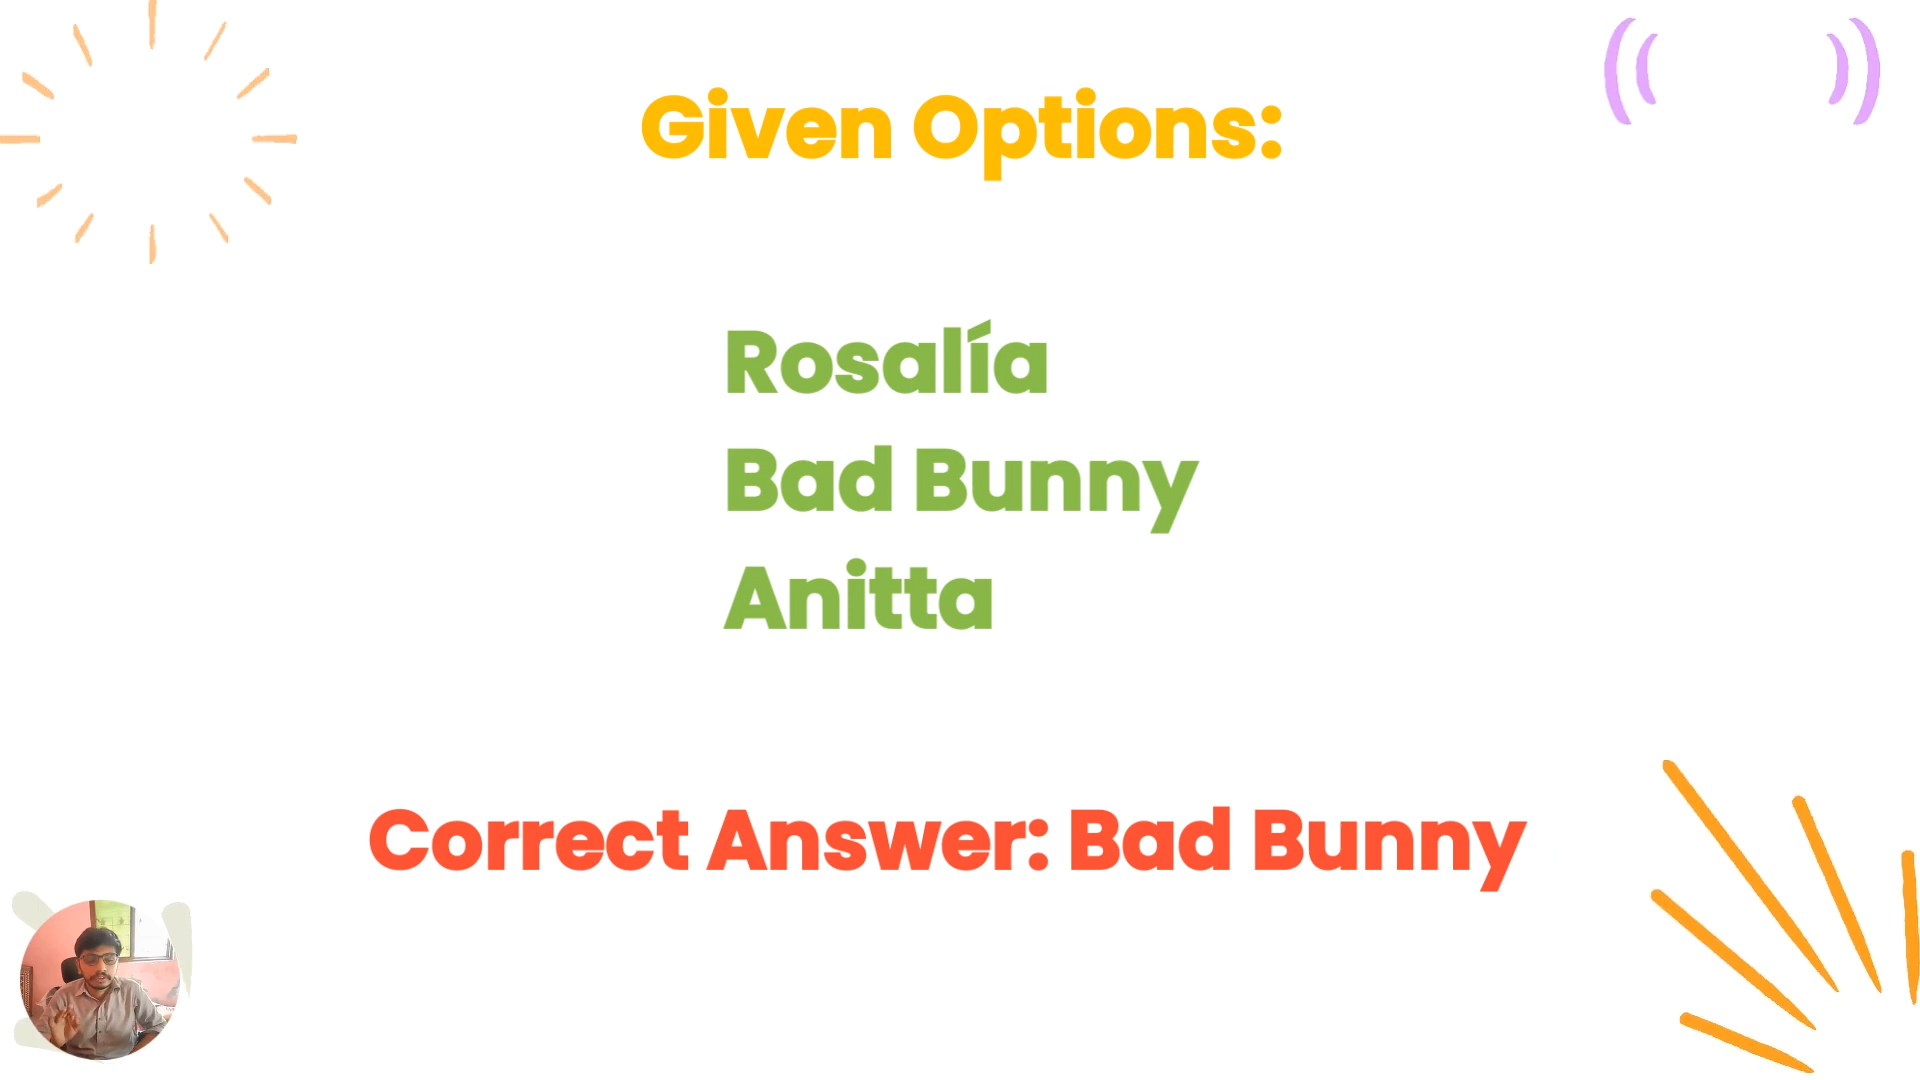 Given Options:
Rosalía
Bad Bunny
Anitta
Correct Answer: Bad Bunny